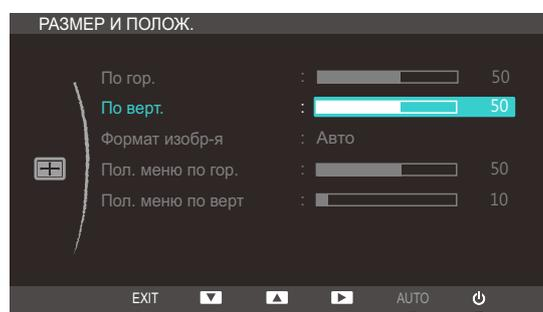 РАЗМЕР И ПОЛОЖ.
По гор. : 50
По верт. : 50
Формат изобр-я : Авто
Пол. меню по гор. : 50
Пол. меню по верт : 10
EXIT AUTO